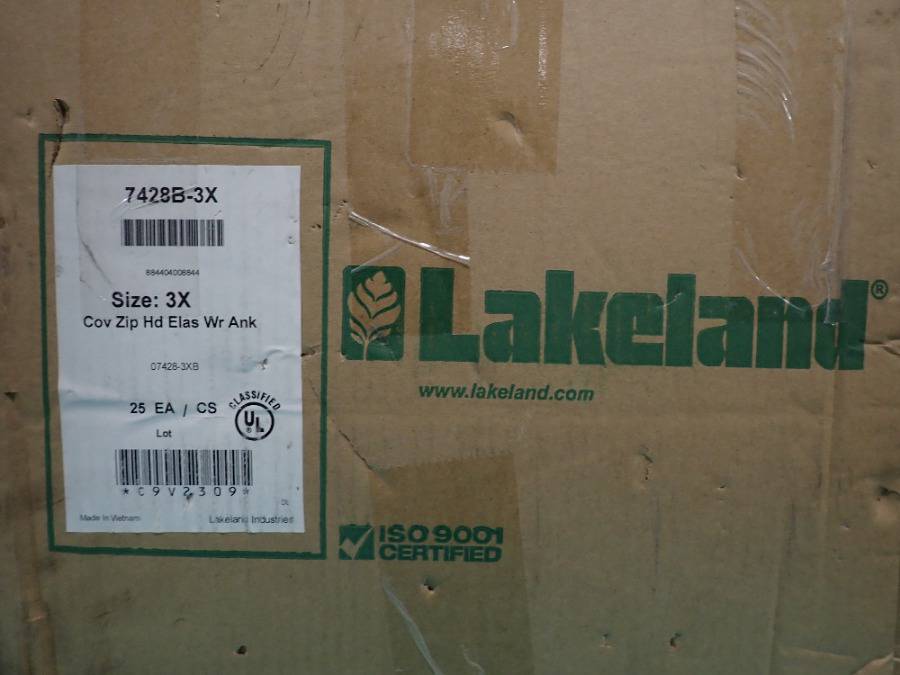 7428B-3X
884404006844
Size: 3X
Cov Zip Hd Elas Wr Ank
07428-3XB
25 EA / CS
CLASSIFIED
UL
®
Lot
*C9V2309*
DL
Made In Vietnam
Lakeland Industries
Lakeland®
www.lakeland.com
ISO 9001
CERTIFIED